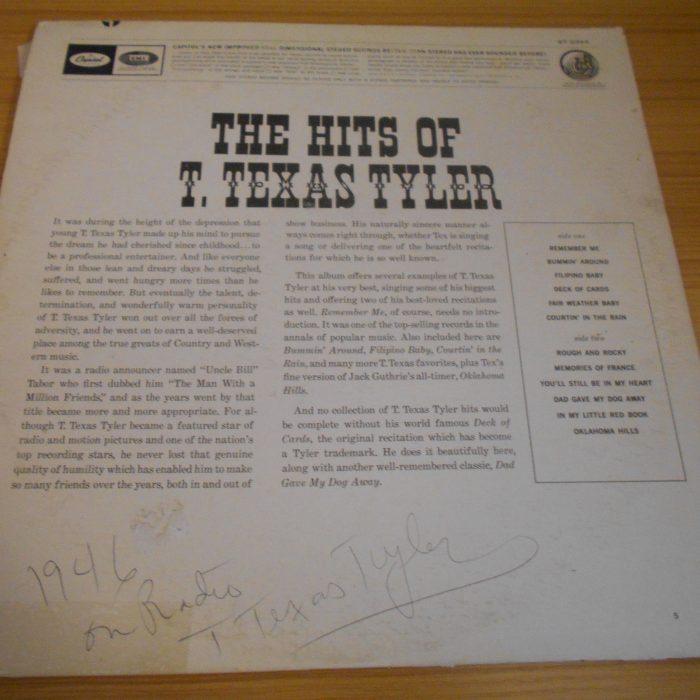 Capitol
EMI
CAPITOL'S NEW IMPROVED FULL DIMENSIONAL STEREO SOUNDS BETTER THAN STEREO HAS EVER SOUNDED BEFORE!
THE HITS OF
T. TEXAS TYLER
It was during the height of the depression that
young T. Texas Tyler made up his mind to pursue
the dream he had cherished since childhood...to
be a professional entertainer. And like everyone
else in those lean and dreary days he struggled,
suffered, and went hungry more times than he
likes to remember. But eventually the talent, de-
termination, and wonderfully warm personality
of T. Texas Tyler won out over all the forces of
adversity, and he went on to earn a well-deserved
place among the true greats of Country and West-
ern music.
It was a radio announcer named "Uncle Bill"
Tabor who first dubbed him "The Man With a
Million Friends," and as the years went by that
title became more and more appropriate. For al-
though T. Texas Tyler became a featured star of
radio and motion pictures and one of the nation's
top recording stars, he never lost that genuine
quality of humility which has enabled him to make
so many friends over the years, both in and out of
show business. His naturally sincere manner al-
ways comes right through, whether Tex is singing
a song or delivering one of the heartfelt recita-
tions for which he is so well known.
This album offers several examples of T. Texas
Tyler at his very best, singing some of his biggest
hits and offering two of his best-loved recitations
as well. Remember Me, of course, needs no intro-
duction. It was one of the top-selling records in the
annals of popular music. Also included here are
Bummin' Around, Filipino Baby, Courtin' in the
Rain, and many more T. Texas favorites, plus Tex's
fine version of Jack Guthrie's all-timer, Oklahoma
Hills.
And no collection of T. Texas Tyler hits would
be complete without his world famous Deck of
Cards, the original recitation which has become
a Tyler trademark. He does it beautifully here,
along with another well-remembered classic, Dad
Gave My Dog Away.
side one
REMEMBER ME
BUMMIN' AROUND
FILIPINO BABY
DECK OF CARDS
FAIR WEATHER BABY
COURTIN' IN THE RAIN
side two
ROUGH AND ROCKY
MEMORIES OF FRANCE
YOU'LL STILL BE IN MY HEART
DAD GAVE MY DOG AWAY
IN MY LITTLE RED BOOK
OKLAHOMA HILLS
1946
on Radio
T Texas Tyler
5